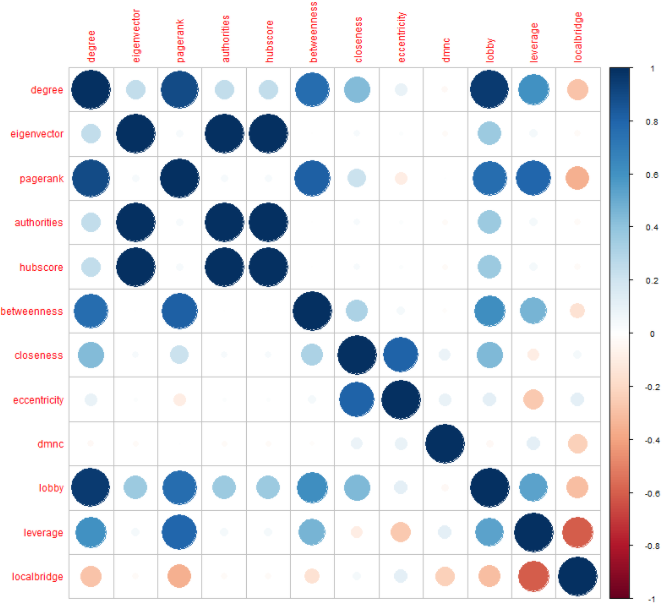 degree
eigenvector
pagerank
authorities
hubscore
betweenness
closeness
eccentricity
dmnc
lobby
leverage
localbridge
degree
eigenvector
pagerank
authorities
hubscore
betweenness
closeness
eccentricity
dmnc
lobby
leverage
localbridge
1
0.8
0.6
0.4
0.2
0
-0.2
-0.4
-0.6
-0.8
-1